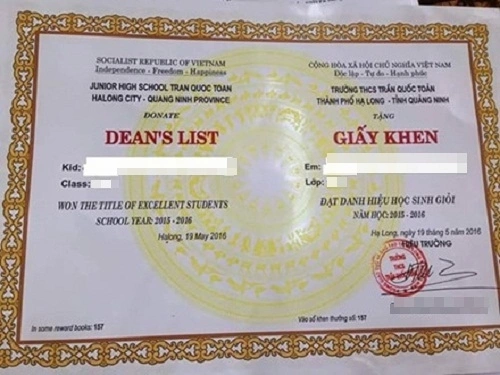 SOCIALIST REPUBLIC OF VIETNAM
Independence - Freedom - Happiness
JUNIOR HIGH SCHOOL TRAN QUOC TOAN
HALONG CITY - QUANG NINH PROVINCE
DONATE
DEAN'S LIST
Kid:
Class:
WON THE TITLE OF EXCELLENT STUDENTS
SCHOOL YEAR: 2015 - 2016
Halong, 19 May 2016
In some reward books: 157
CỘNG HÒA XÃ HỘI CHỦ NGHĨA VIỆT NAM
Độc lập - Tự do - Hạnh phúc
TRƯỜNG THCS TRẦN QUỐC TOẢN
THÀNH PHỐ HẠ LONG - TỈNH QUẢNG NINH
TẶNG
GIẤY KHEN
Em:
Lớp:
ĐẠT DANH HIỆU HỌC SINH GIỎI
NĂM HỌC: 2015 - 2016
Hạ Long, ngày 19 tháng 5 năm 2016
HIỆU TRƯỞNG
TRƯỜNG
THCS
Vào sổ khen thưởng số: 157